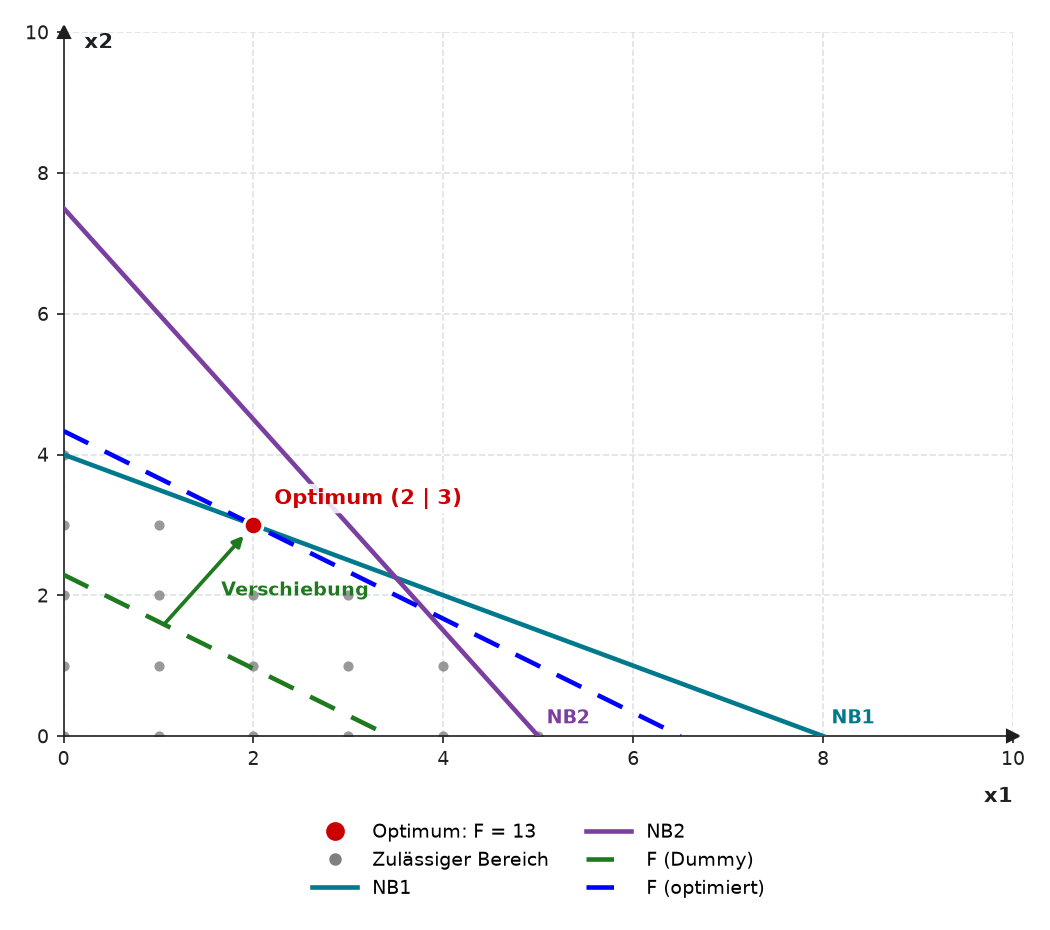 10
x2
8
6
4
Optimum (2 | 3)
Verschiebung
2
NB2
NB1
0
0
2
4
6
8
10
x1
Optimum: F = 13
Zulässiger Bereich
NB1
NB2
F (Dummy)
F (optimiert)